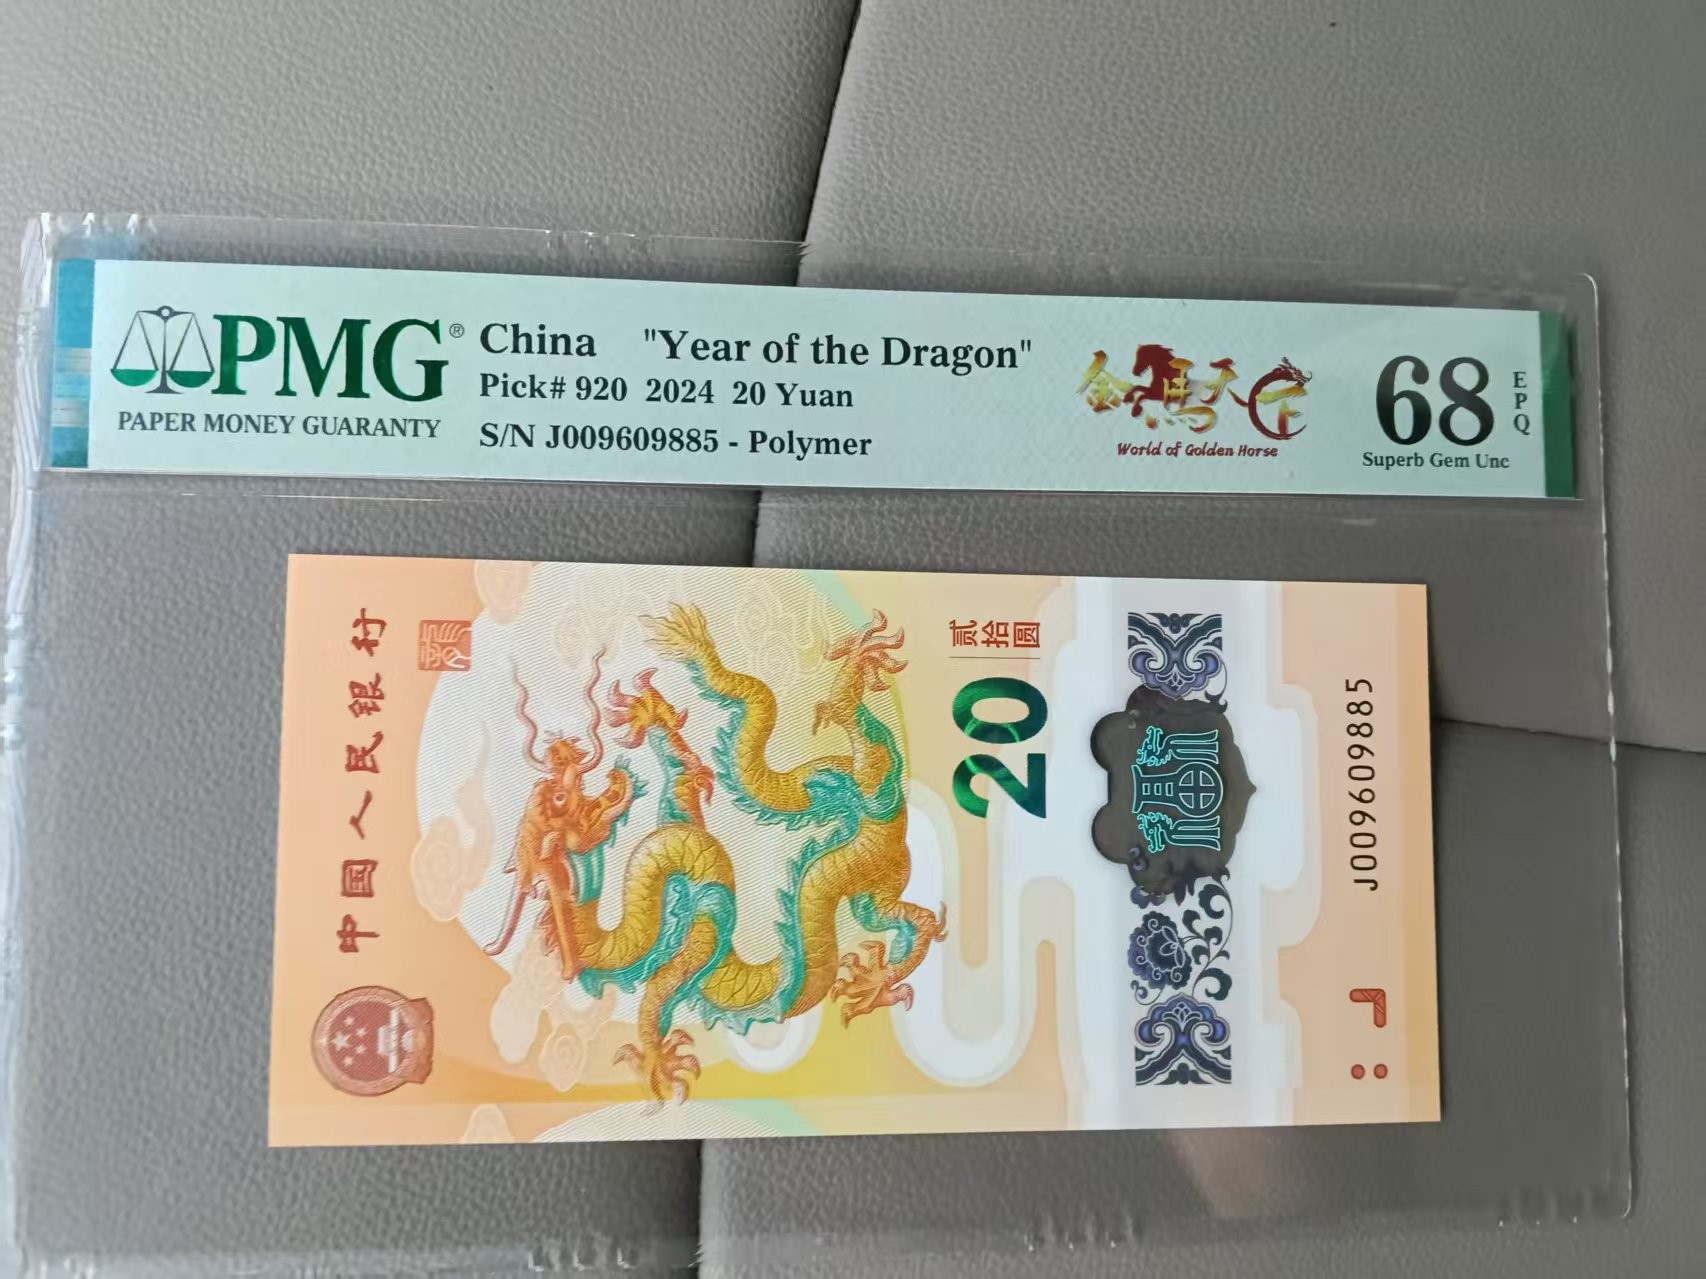 PMG®
PAPER MONEY GUARANTY
China "Year of the Dragon"
Pick# 920 2024 20 Yuan
S/N J009609885 - Polymer
金马天下
World of Golden Horse
68
EPQ
Superb Gem Unc
中国人民银行
贰拾圆
20
J009609885